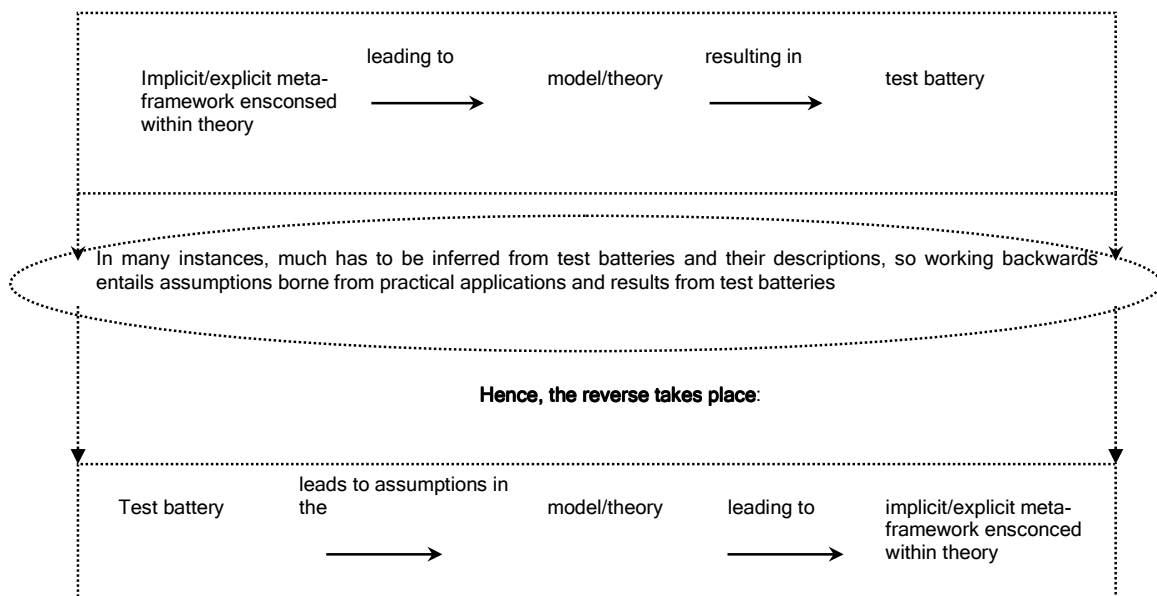 leading to
resulting in
Implicit/explicit meta-
framework ensconsed
within theory
model/theory
test battery
In many instances, much has to be inferred from test batteries and their descriptions, so working backwards
entails assumptions borne from practical applications and results from test batteries
Hence, the reverse takes place:
Test battery
leads to assumptions in
the
model/theory
leading to
implicit/explicit meta-
framework ensconced
within theory